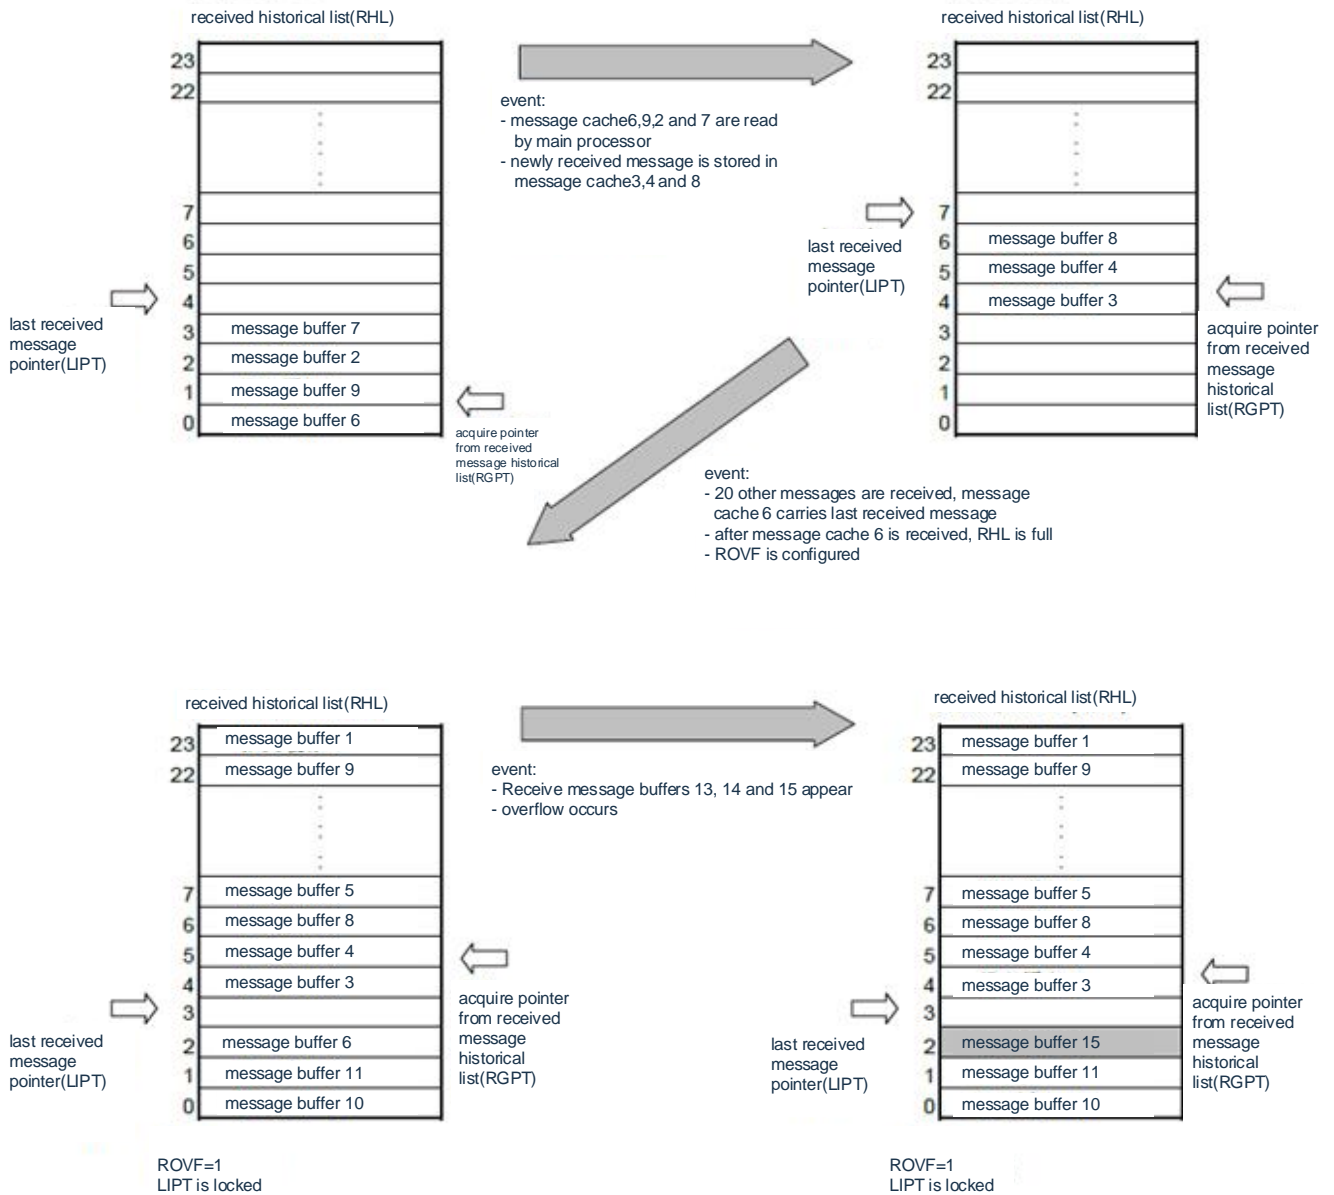 received historical list(RHL)
23
22
7
6
5
4
3
2
1
0
message buffer 7
message buffer 2
message buffer 9
message buffer 6
last received
message
pointer(LIPT)
acquire pointer
from received
message historical
list(RGPT)
event:
- message cache6,9,2 and 7 are read
by main processor
- newly received message is stored in
message cache3,4 and 8
received historical list(RHL)
23
22
7
6
5
4
3
2
1
0
message buffer 8
message buffer 4
message buffer 3
last received
message
pointer(LIPT)
acquire pointer
from received
message
historical
list(RGPT)
event:
- 20 other messages are received, message
cache 6 carries last received message
- after message cache 6 is received, RHL is full
- ROVF is configured
received historical list(RHL)
23
22
7
6
5
4
3
2
1
0
message buffer 1
message buffer 9
message buffer 5
message buffer 8
message buffer 4
message buffer 3
message buffer 6
message buffer 11
message buffer 10
last received
message
pointer(LIPT)
acquire pointer
from received
message
historical
list(RGPT)
ROVF=1
LIPT is locked
event:
- Receive message buffers 13, 14 and 15 appear
- overflow occurs
received historical list(RHL)
23
22
7
6
5
4
3
2
1
0
message buffer 1
message buffer 9
message buffer 5
message buffer 8
message buffer 4
message buffer 3
message buffer 15
message buffer 11
message buffer 10
last received
message
pointer(LIPT)
acquire pointer
from received
message
historical
list(RGPT)
ROVF=1
LIPT is locked